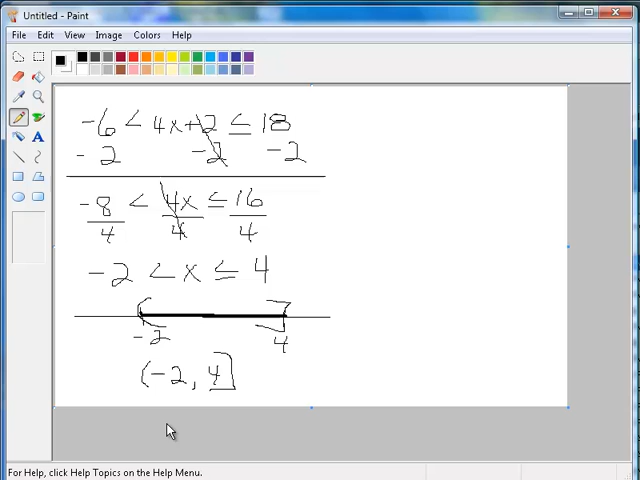 Untitled - Paint
File Edit View Image Colors Help
-6 < 4x+2 ≤ 18
-2 -2 -2
-8 < 4x ≤ 16
4 4 4
-2 < x ≤ 4
( ]
-2 4
(-2, 4]
For Help, click Help Topics on the Help Menu.